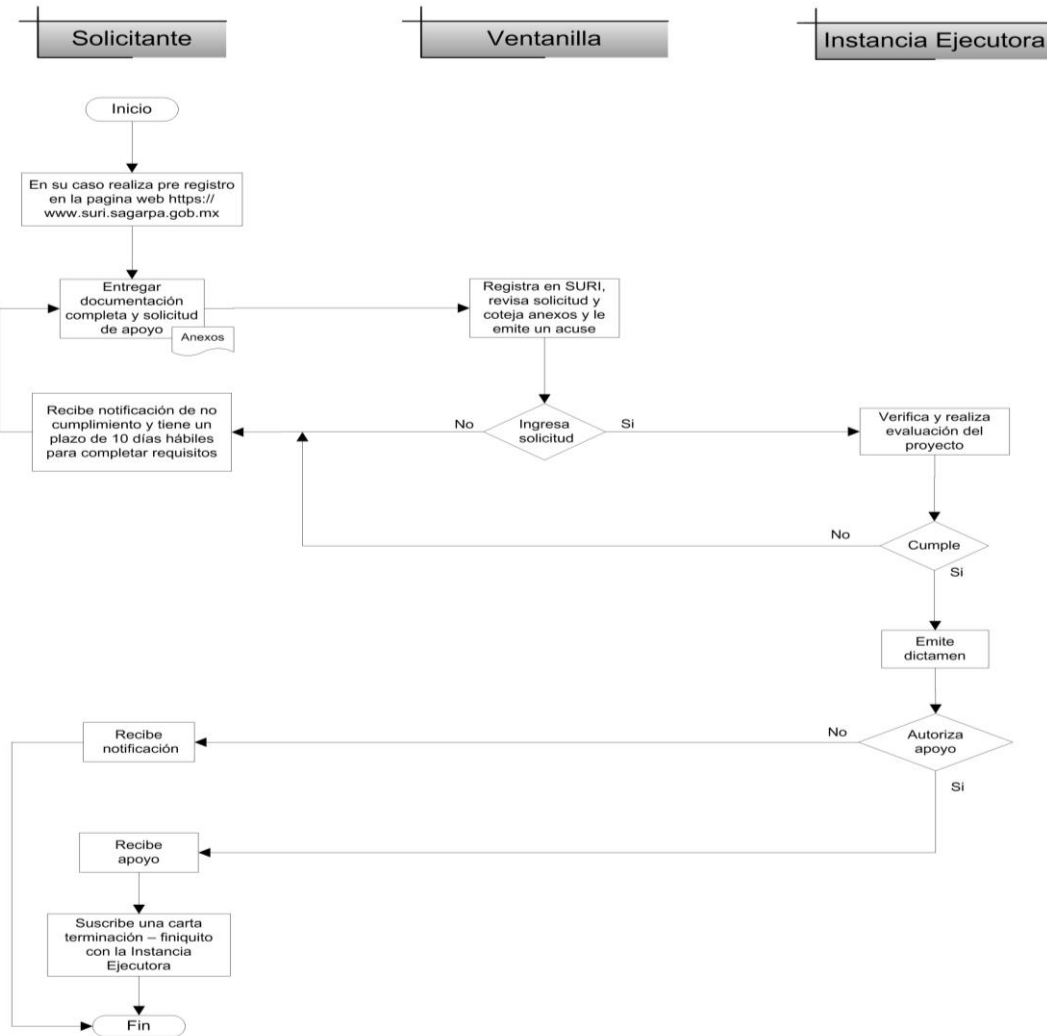 Solicitante
Ventanilla
Instancia Ejecutora
Inicio
En su caso realiza pre registro
en la pagina web https://
www.suri.sagarpa.gob.mx
Entregar
documentación
completa y solicitud
de apoyo
Anexos
Registra en SURI,
revisa solicitud y
coteja anexos y le
emite un acuse
Recibe notificación de no
cumplimiento y tiene un
plazo de 10 días hábiles
para completar requisitos
No
Ingresa
solicitud
Si
Verifica y realiza
evaluación del
proyecto
No
Cumple
Si
Emite
dictamen
Recibe
notificación
No
Autoriza
apoyo
Si
Recibe
apoyo
Suscribe una carta
terminación – finiquito
con la Instancia
Ejecutora
Fin